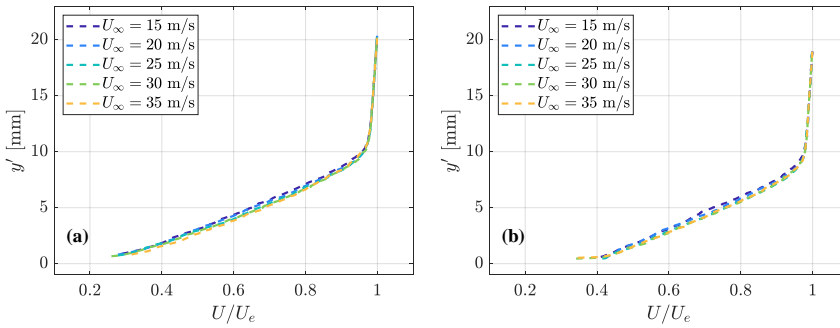 U∞ = 15 m/s
U∞ = 20 m/s
U∞ = 25 m/s
U∞ = 30 m/s
U∞ = 35 m/s
20
15
10
5
0
y′ [mm]
(a)
0.2 0.4 0.6 0.8 1
U/Ue
U∞ = 15 m/s
U∞ = 20 m/s
U∞ = 25 m/s
U∞ = 30 m/s
U∞ = 35 m/s
20
15
10
5
0
y′ [mm]
(b)
0.2 0.4 0.6 0.8 1
U/Ue